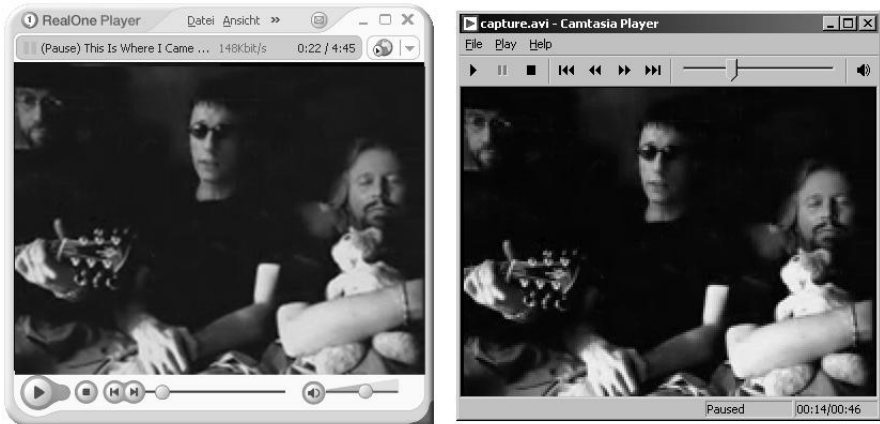 RealOne Player Datei Ansicht »
(Pause) This Is Where I Came ... 148Kbit/s 0:22 / 4:45
capture.avi - Camtasia Player
File Play Help
Paused 00:14/00:46